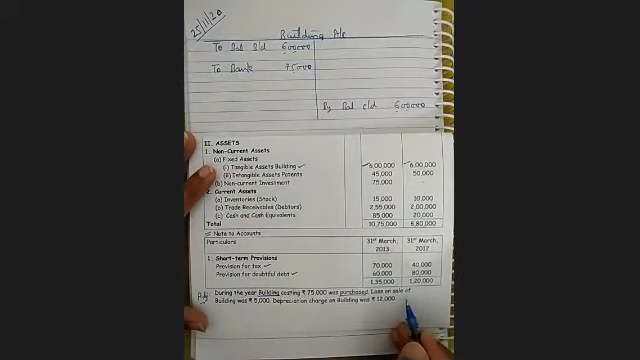 25/11/20
Building A/c
To Bal b/d 600000
To Bank 75000
By Bal c/d 600000
II. ASSETS
1. Non-Current Assets
(a) Fixed Assets
(i) Tangible Assets Building 6,00,000 6,00,000
(ii) Intangible Assets Patents 45,000 50,000
(b) Non-current Investment 75,000 -
2. Current Assets
(a) Inventories (Stock) 15,000 10,000
(b) Trade Receivables (Debtors) 2,55,000 2,00,000
(c) Cash and Cash Equivalents 85,000 20,000
Total 10,75,000 8,80,000
Note to Accounts
Particulars 31st March, 2013 31st March, 2012
1. Short-term Provisions
Provision for tax 70,000 40,000
Provision for doubtful debt 60,000 80,000
1,35,000 1,20,000
During the year Building costing ₹ 75,000 was purchased. Loss on sale of
Building was ₹ 5,000. Depreciation charge on Building was ₹ 12,000.